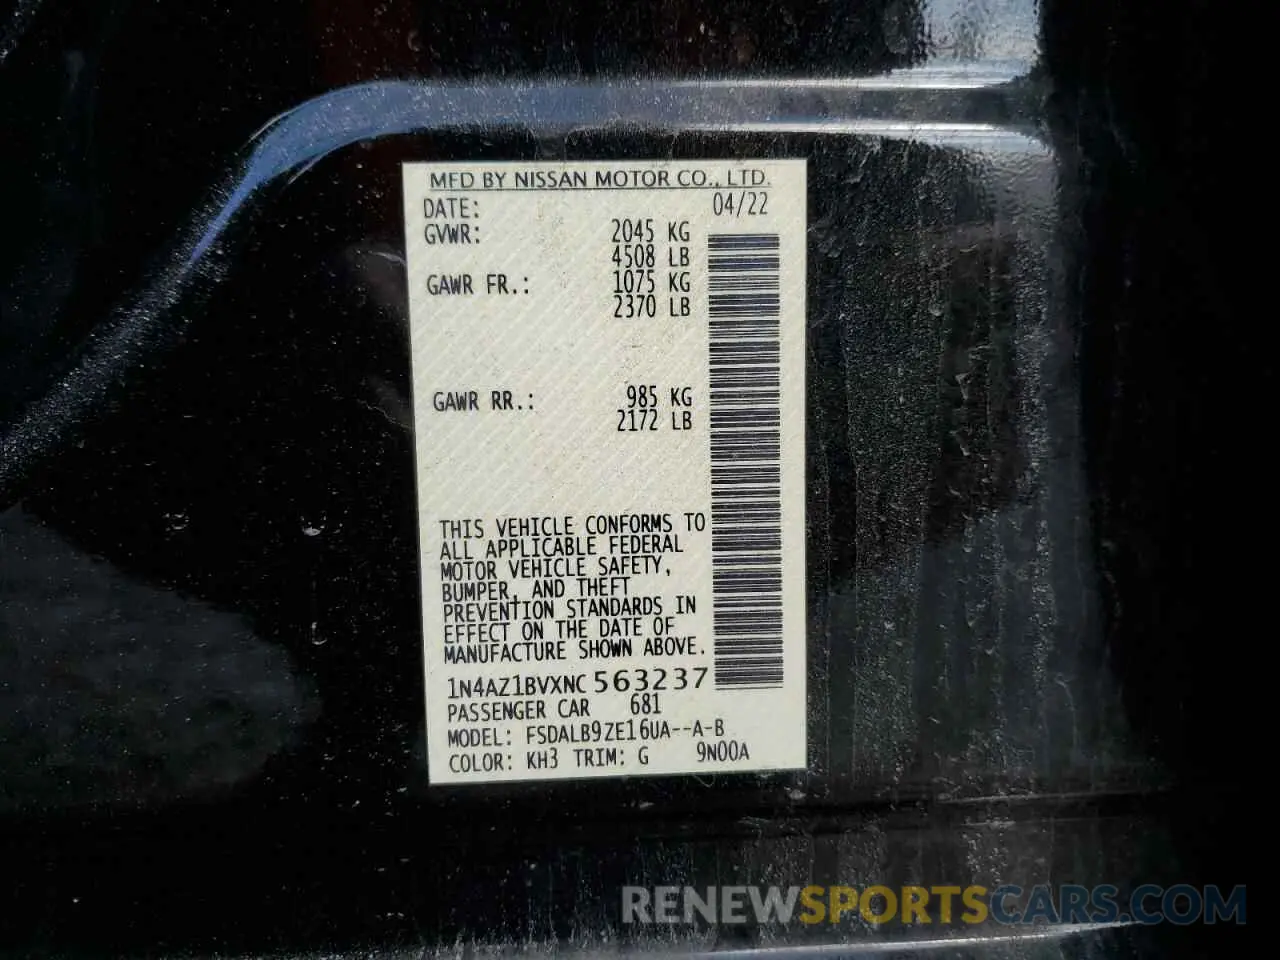 MFD BY NISSAN MOTOR CO., LTD.
DATE: 04/22
GVWR: 2045 KG
4508 LB
GAWR FR.: 1075 KG
2370 LB
GAWR RR.: 985 KG
2172 LB
THIS VEHICLE CONFORMS TO
ALL APPLICABLE FEDERAL
MOTOR VEHICLE SAFETY,
BUMPER, AND THEFT
PREVENTION STANDARDS IN
EFFECT ON THE DATE OF
MANUFACTURE SHOWN ABOVE.
1N4AZ1BVXNC563237
PASSENGER CAR 681
MODEL: FSDALB9ZE16UA--A-B
COLOR: KH3 TRIM: G 9N00A
RENEWSPORTSCARS.COM